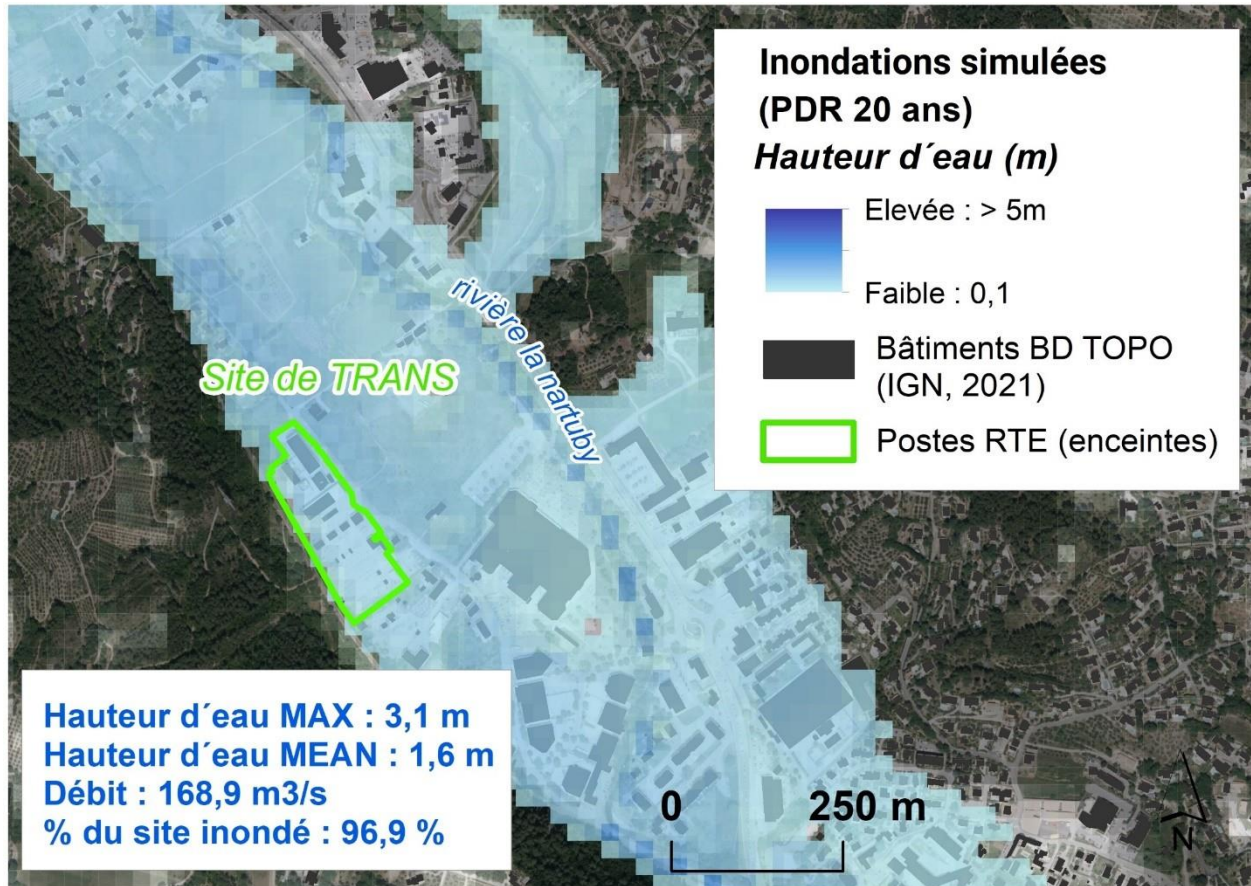 Inondations simulées
(PDR 20 ans)
Hauteur d´eau (m)
Elevée : > 5m
Faible : 0,1
Bâtiments BD TOPO
(IGN, 2021)
Postes RTE (enceintes)
rivière la nartuby
Site de TRANS
Hauteur d´eau MAX : 3,1 m
Hauteur d´eau MEAN : 1,6 m
Débit : 168,9 m3/s
% du site inondé : 96,9 %
0 250 m
N